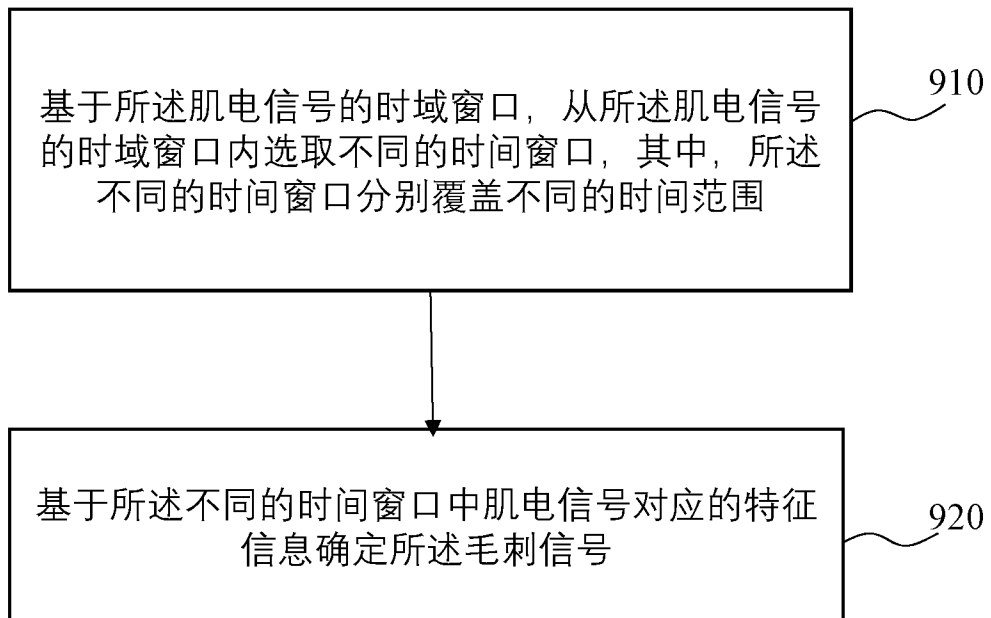 基于所述肌电信号的时域窗口，从所述肌电信号
的时域窗口内选取不同的时间窗口，其中，所述
不同的时间窗口分别覆盖不同的时间范围
910
基于所述不同的时间窗口中肌电信号对应的特征
信息确定所述毛刺信号
920